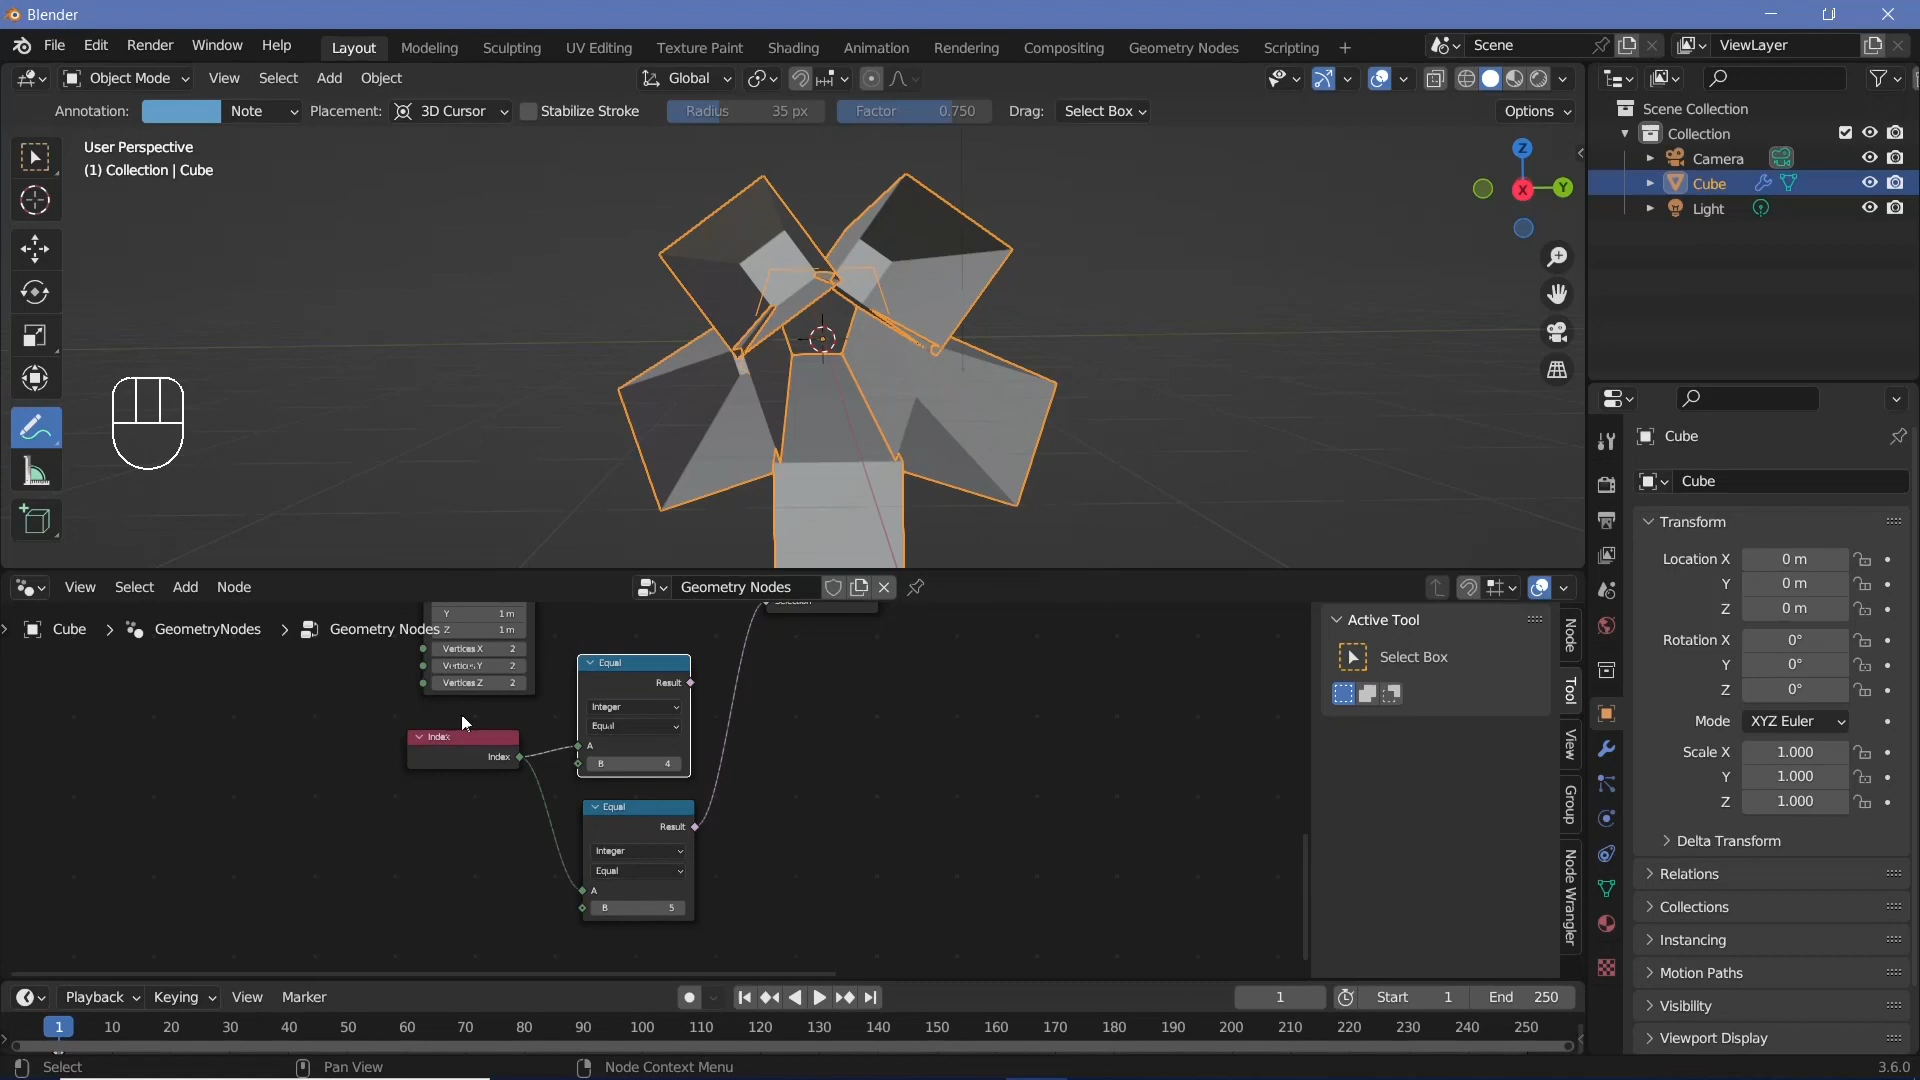 Blender
File Edit Render Window Help Layout Modeling Sculpting UV Editing Texture Paint Shading Animation Rendering Compositing Geometry Nodes Scripting + Scene ViewLayer
Object Mode View Select Add Object Global
Annotation: Note Placement: 3D Cursor Stabilize Stroke Radius 35 px Factor 0.750 Drag: Select Box Options
User Perspective
(1) Collection | Cube
Z
Y
X
Scene Collection
Collection
Camera
Cube
Light
Cube
Cube
Transform
Location X 0 m
Y 0 m
Z 0 m
Rotation X 0°
Y 0°
Z 0°
Mode XYZ Euler
Scale X 1.000
Y 1.000
Z 1.000
Delta Transform
Relations
Collections
Instancing
Motion Paths
Visibility
Viewport Display
View Select Add Node Geometry Nodes
Cube > GeometryNodes > Geometry Nodes
Y 1 m
Z 1 m
Vertices X 2
Vertices Y 2
Vertices Z 2
Index
Index
Equal
Result
Integer
Equal
A
B 4
Equal
Result
Integer
Equal
A
B 5
Selection
Active Tool
Select Box
Node
Tool
View
Group
Node Wrangler
Playback Keying View Marker 1 Start 1 End 250
1 10 20 30 40 50 60 70 80 90 100 110 120 130 140 150 160 170 180 190 200 210 220 230 240 250
Select Pan View Node Context Menu 3.6.0